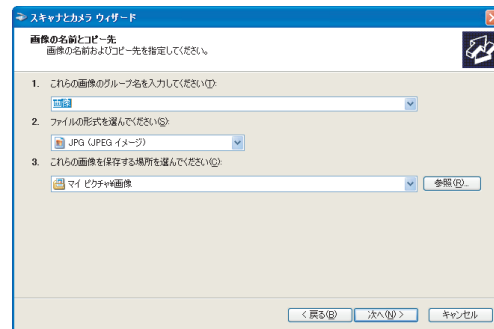 スキャナとカメラ ウィザード
画像の名前とコピー先
画像の名前およびコピー先を指定してください。
1. これらの画像のグループ名を入力してください(T):
画像
2. ファイルの形式を選んでください(S):
JPG (JPEG イメージ)
3. これらの画像を保存する場所を選んでください(C):
マイ ピクチャ¥画像
参照(R)...
< 戻る(B)
次へ(N) >
キャンセル